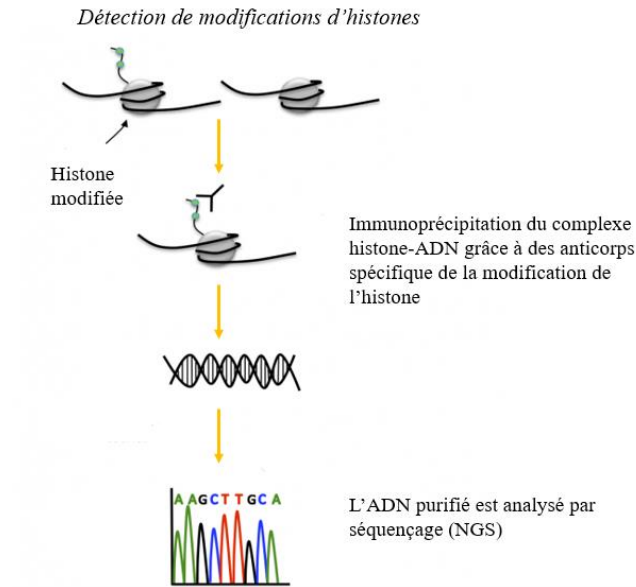 Détection de modifications d’histones
Histone
modifiée
Immunoprécipitation du complexe
histone-ADN grâce à des anticorps
spécifique de la modification de
l’histone
AAGCTTGCA
L’ADN purifié est analysé par
séquençage (NGS)